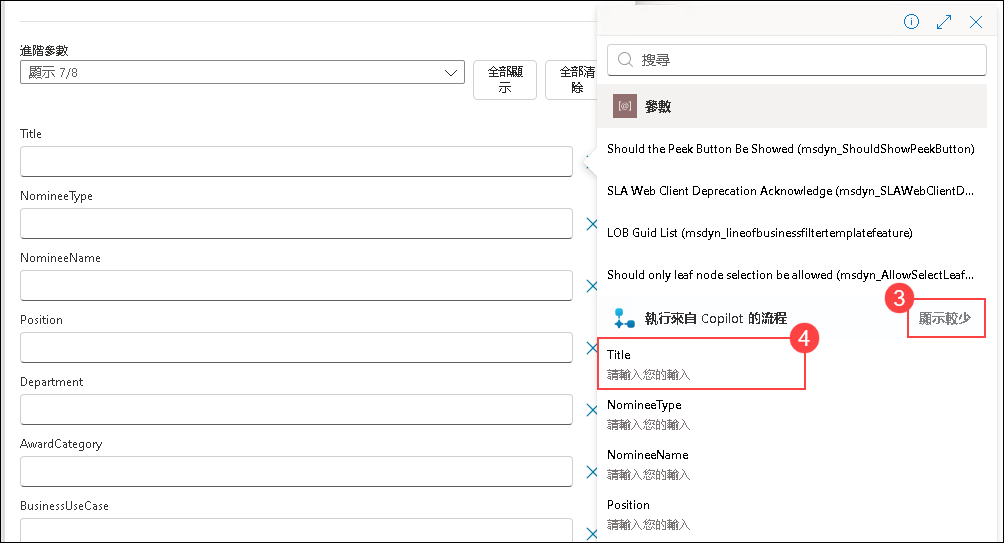 進階參數
顯示 7/8
全部顯
示
全部清
除
Title
NomineeType
NomineeName
Position
Department
AwardCategory
BusinessUseCase
搜尋
參數
Should the Peek Button Be Showed (msdyn_ShouldShowPeekButton)
SLA Web Client Deprecation Acknowledge (msdyn_SLAWebClientD...
LOB Guid List (msdyn_lineofbusinessfiltertemplatefeature)
Should only leaf node selection be allowed (msdyn_AllowSelectLeaf...
3
執行來自 Copilot 的流程
顯示較少
4
Title
請輸入您的輸入
NomineeType
請輸入您的輸入
NomineeName
請輸入您的輸入
Position
請輸入您的輸入